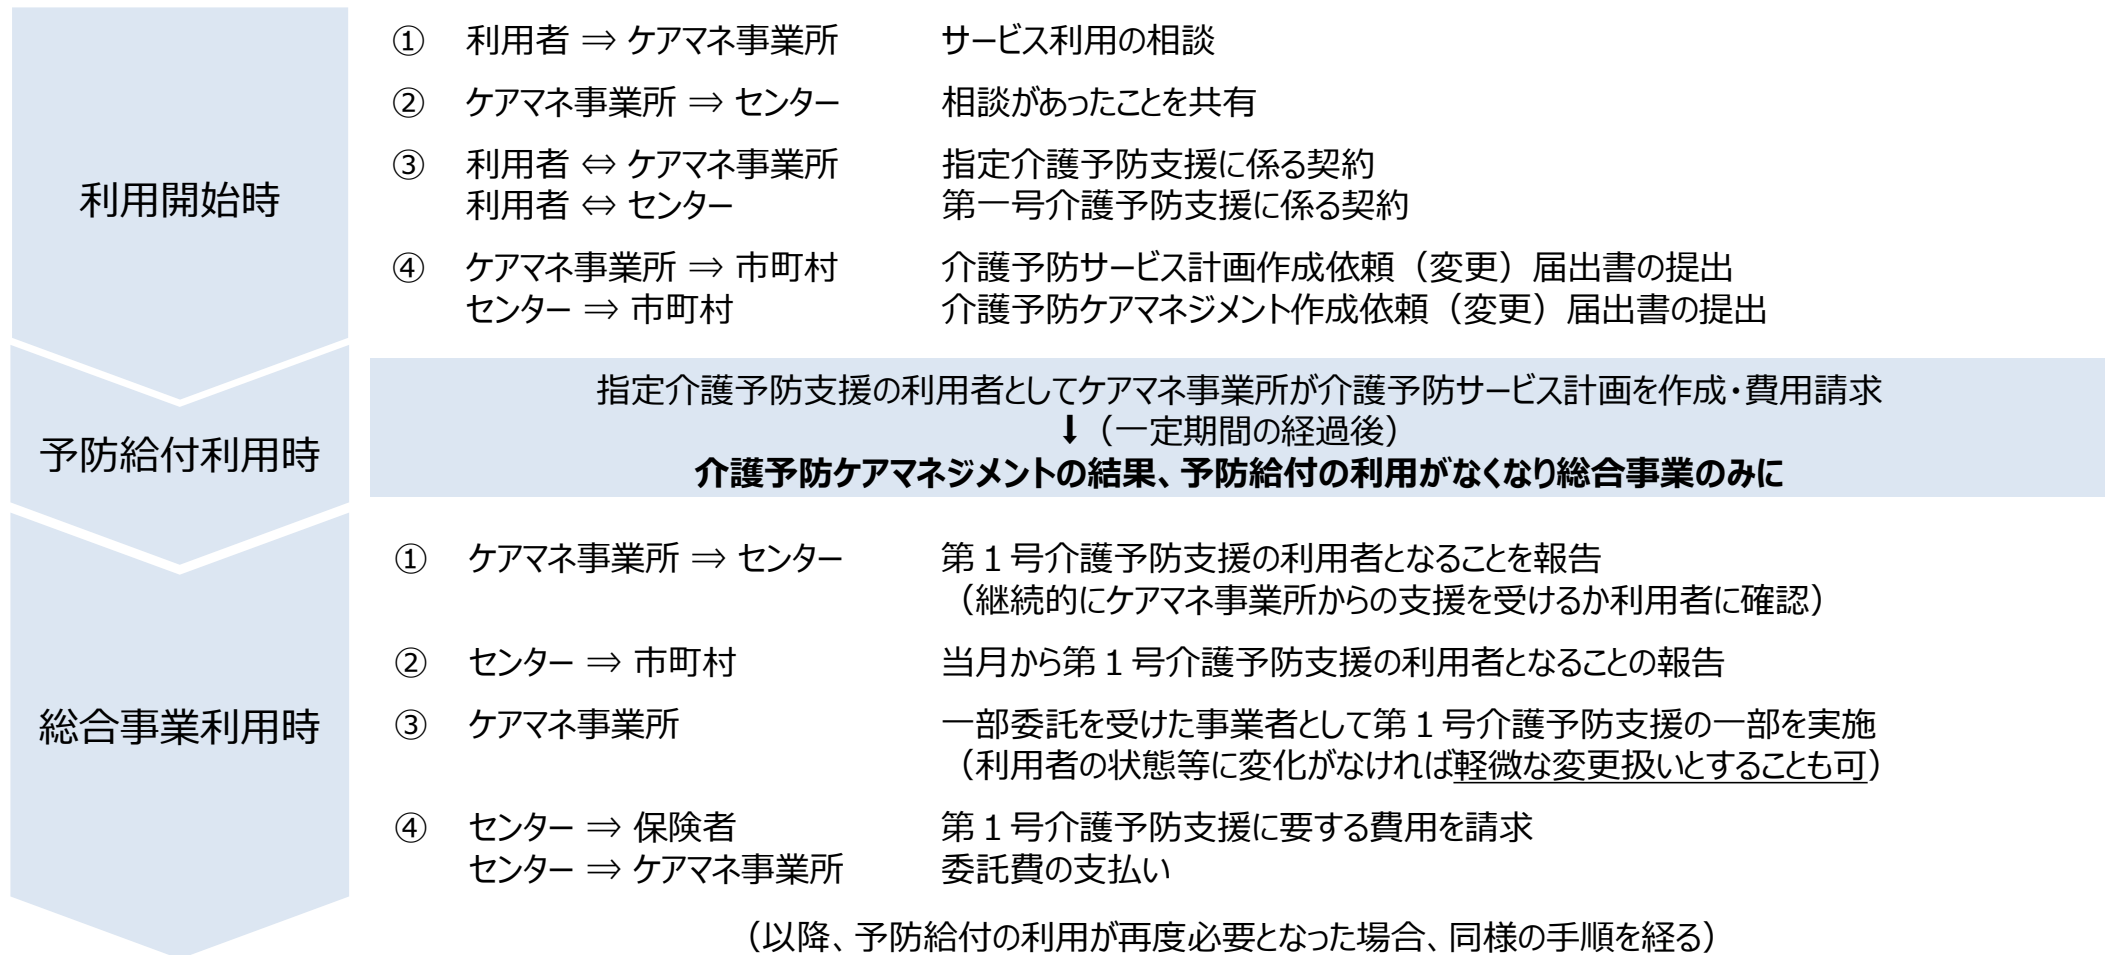 利用開始時
① 利用者 ⇒ ケアマネ事業所 サービス利用の相談
② ケアマネ事業所 ⇒ センター 相談があったことを共有
③ 利用者 ⇔ ケアマネ事業所 指定介護予防支援に係る契約
利用者 ⇔ センター 第一号介護予防支援に係る契約
④ ケアマネ事業所 ⇒ 市町村 介護予防サービス計画作成依頼（変更）届出書の提出
センター ⇒ 市町村 介護予防ケアマネジメント作成依頼（変更）届出書の提出
予防給付利用時
指定介護予防支援の利用者としてケアマネ事業所が介護予防サービス計画を作成・費用請求
⬇（一定期間の経過後）
介護予防ケアマネジメントの結果、予防給付の利用がなくなり総合事業のみに
総合事業利用時
① ケアマネ事業所 ⇒ センター 第１号介護予防支援の利用者となることを報告
（継続的にケアマネ事業所からの支援を受けるか利用者に確認）
② センター ⇒ 市町村 当月から第１号介護予防支援の利用者となることの報告
③ ケアマネ事業所 一部委託を受けた事業者として第１号介護予防支援の一部を実施
（利用者の状態等に変化がなければ軽微な変更扱いとすることも可）
④ センター ⇒ 保険者 第１号介護予防支援に要する費用を請求
センター ⇒ ケアマネ事業所 委託費の支払い
（以降、予防給付の利用が再度必要となった場合、同様の手順を経る）